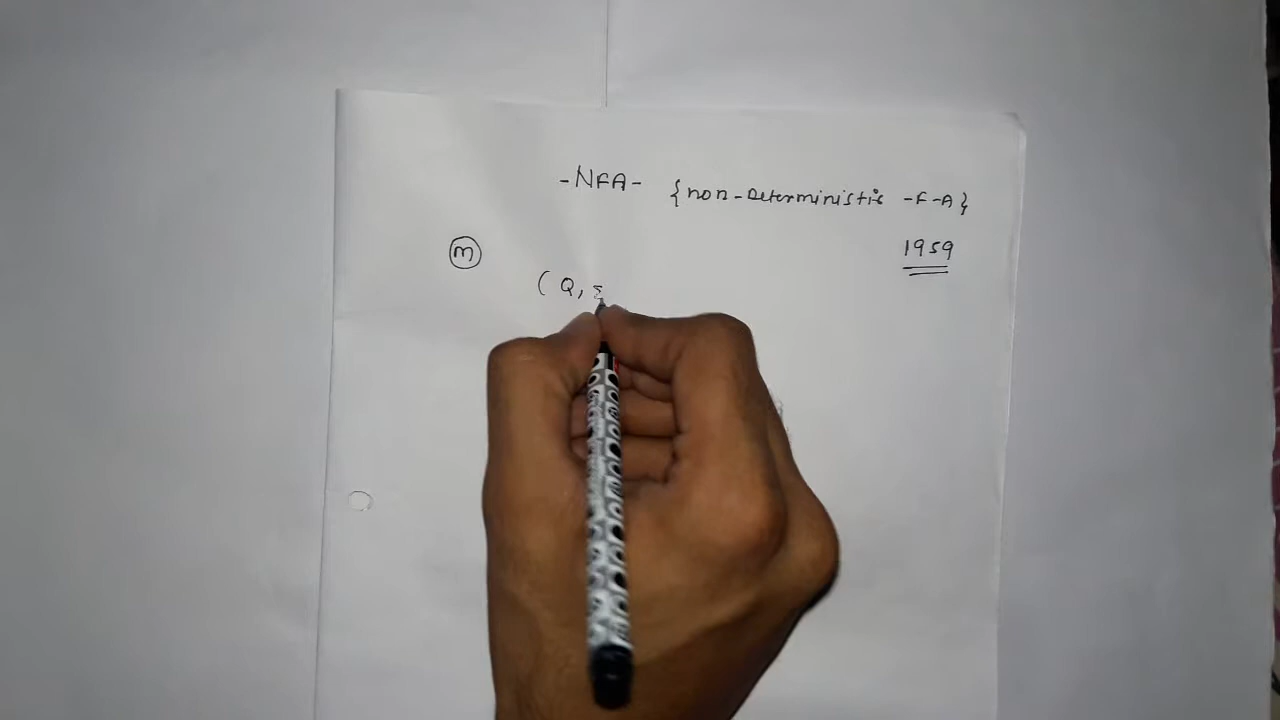 -NFA- {non-Deterministic -F-A}
1959
m
( Q, Σ